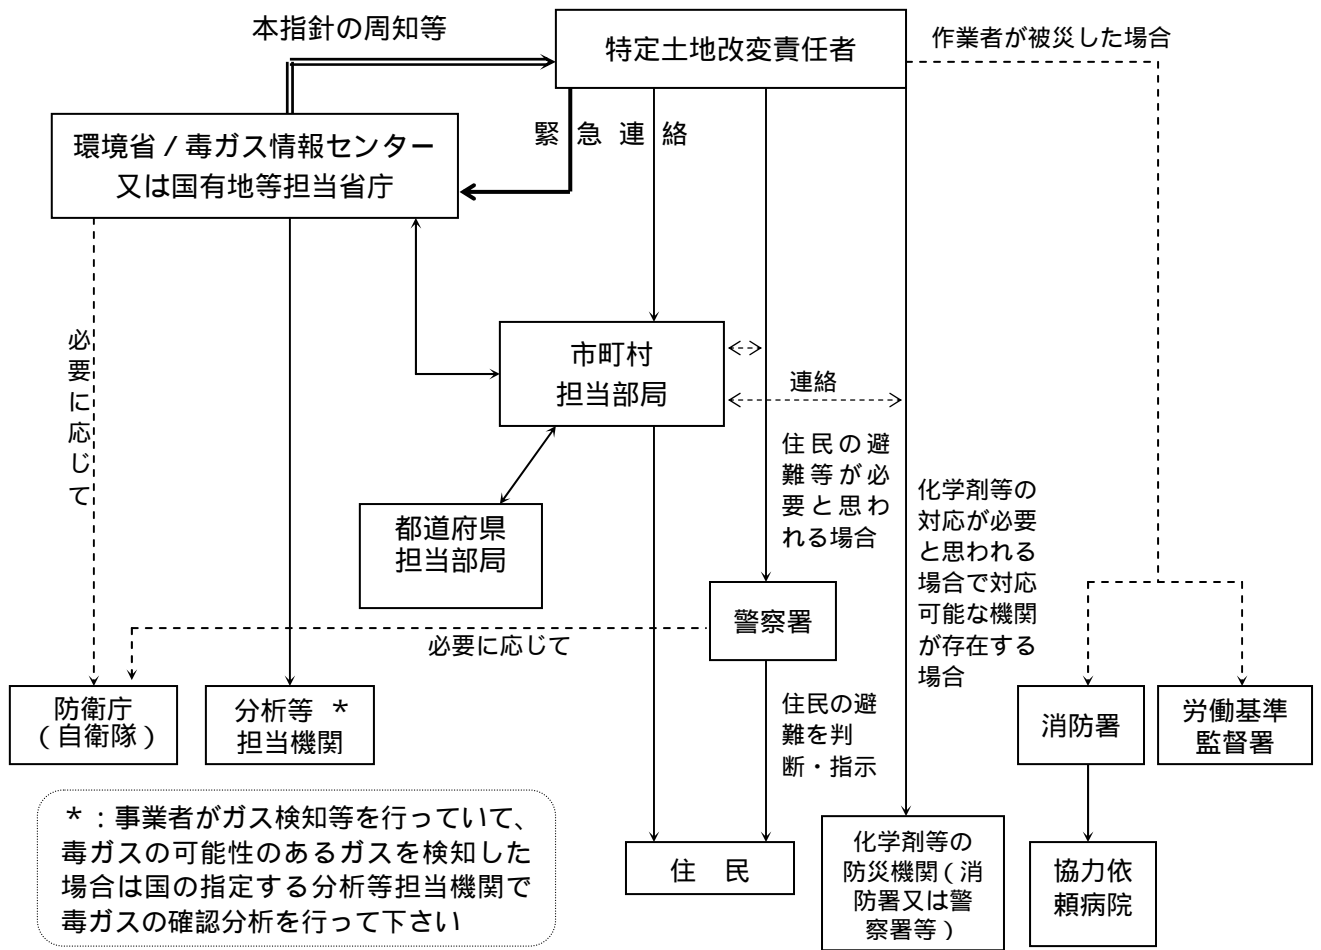 本指針の周知等
特定土地改変責任者
作業者が被災した場合
環境省/毒ガス情報センター
又は国有地等担当省庁
緊急連絡
必要に応じて
市町村
担当部局
連絡
住民の避
難等が必
要と思わ
れる場合
化学剤等の
対応が必要
と思われる
場合で対応
可能な機関
が存在する
場合
都道府県
担当部局
警察署
必要に応じて
防衛庁
(自衛隊)
分析等 *
担当機関
住民の避
難を判
断・指示
消防署
労働基準
監督署
*:事業者がガス検知等を行っていて、
毒ガスの可能性のあるガスを検知した
場合は国の指定する分析等担当機関で
毒ガスの確認分析を行って下さい
住 民
化学剤等の
防災機関(消
防署又は警
察署等)
協力依
頼病院